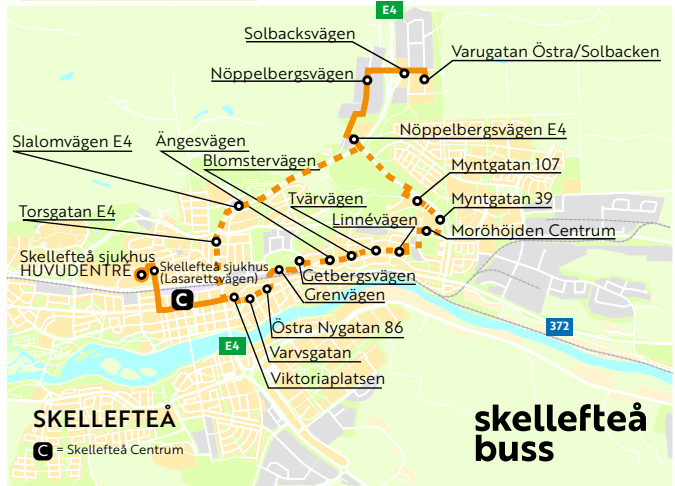 E4
Solbacksvägen
Varugatan Östra/Solbacken
Nöppelbergsvägen
Nöppelbergsvägen E4
Slalomvägen E4
Ängesvägen
Blomstervägen
Myntgatan 107
Tvärvägen
Myntgatan 39
Torsgatan E4
Linnévägen
Moröhöjden Centrum
Skellefteå sjukhus
HUVUDENTRÉ
Skellefteå sjukhus
(Lasarettsvägen)
Getbergsvägen
Grenvägen
C
Östra Nygatan 86
372
E4
Varvsgatan
Viktoriaplatsen
SKELLEFTEÅ
C = Skellefteå Centrum
skellefteå
buss